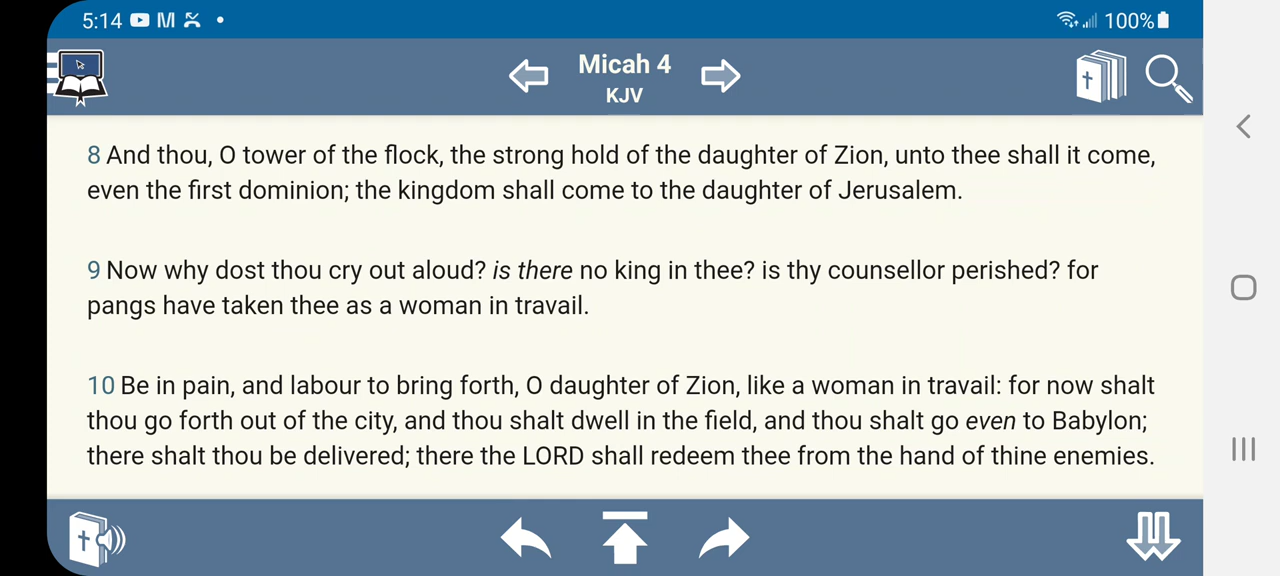 5:14 M 100%
Micah 4
KJV
8 And thou, O tower of the flock, the strong hold of the daughter of Zion, unto thee shall it come,
even the first dominion; the kingdom shall come to the daughter of Jerusalem.
9 Now why dost thou cry out aloud? is there no king in thee? is thy counsellor perished? for
pangs have taken thee as a woman in travail.
10 Be in pain, and labour to bring forth, O daughter of Zion, like a woman in travail: for now shalt
thou go forth out of the city, and thou shalt dwell in the field, and thou shalt go even to Babylon;
there shalt thou be delivered; there the LORD shall redeem thee from the hand of thine enemies.